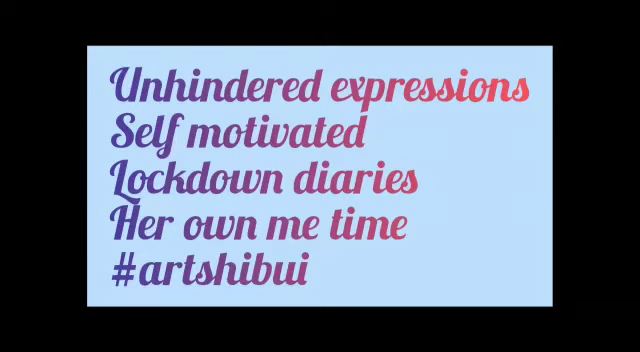 Unhindered expressions
Self motivated
Lockdown diaries
Her own me time
#artshibui